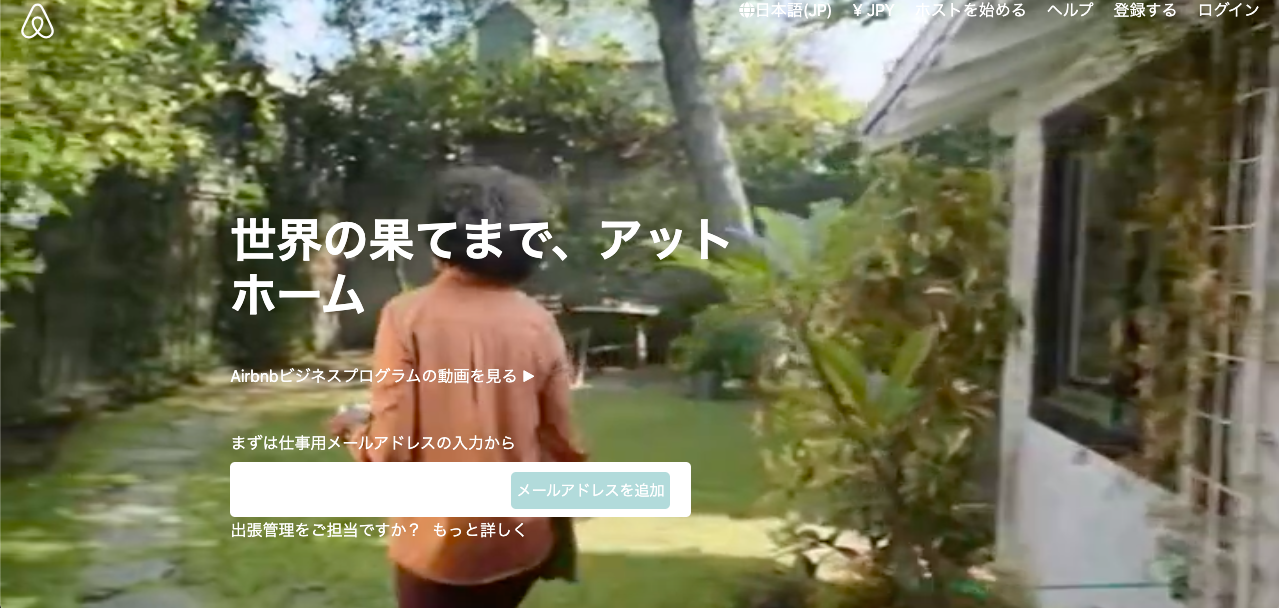 日本語(JP) ¥ JPY ホストを始める ヘルプ 登録する ログイン
世界の果てまで、アット
ホーム
Airbnbビジネスプログラムの動画を見る ▶
まずは仕事用メールアドレスの入力から
メールアドレスを追加
出張管理をご担当ですか？ もっと詳しく